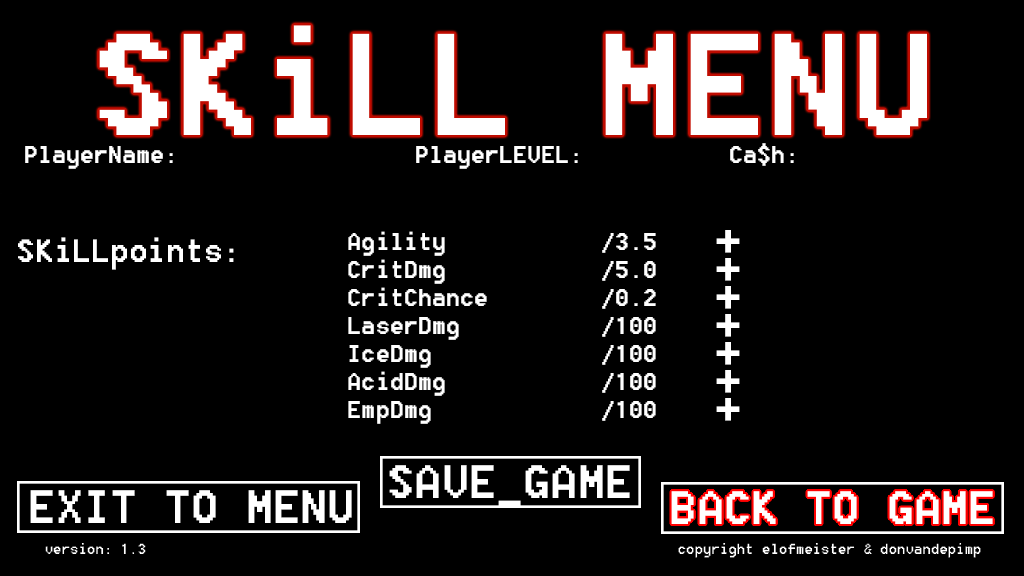 SKiLL MENU
PlayerName: PlayerLEVEL: Ca$h:
SKiLLpoints:
Agility /3.5 +
CritDmg /5.0 +
CritChance /0.2 +
LaserDmg /100 +
IceDmg /100 +
AcidDmg /100 +
EmpDmg /100 +
SAVE_GAME
EXIT TO MENU
BACK TO GAME
version: 1.3
copyright elofmeister & donvandepimp